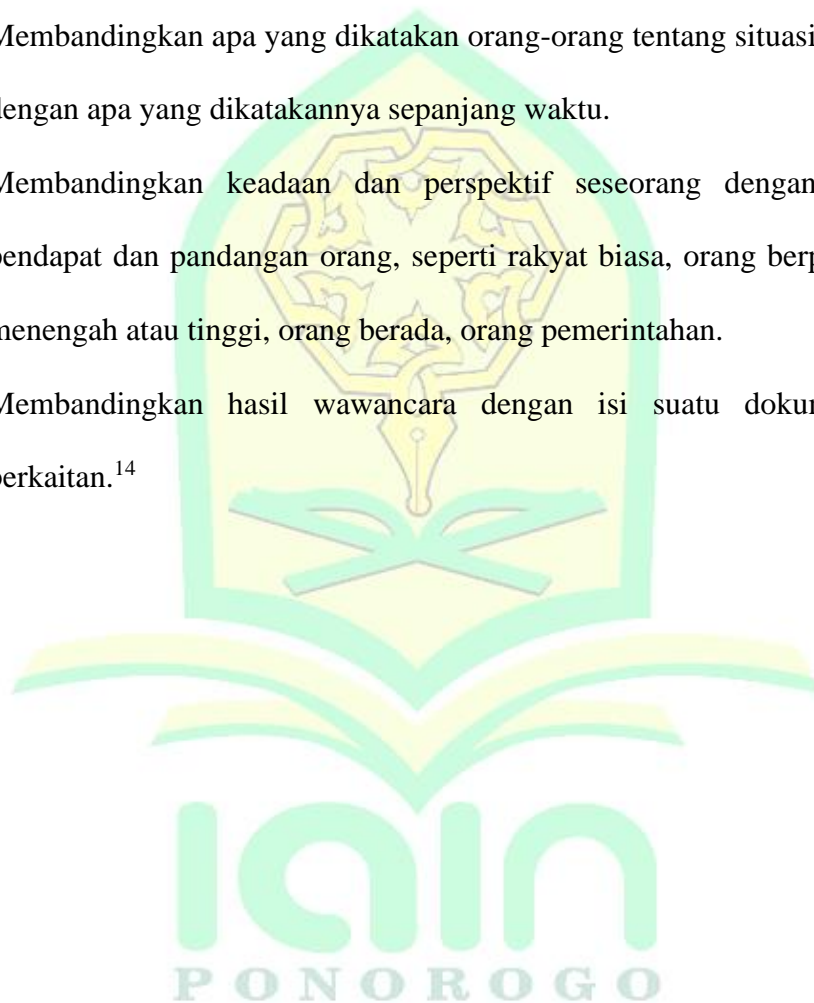 Membandingkan apa yang dikatakan orang-orang tentang situasi
dengan apa yang dikatakannya sepanjang waktu.
Membandingkan keadaan dan perspektif seseorang dengan
pendapat dan pandangan orang, seperti rakyat biasa, orang
menengah atau tinggi, orang berada, orang pemerintahan.
Membandingkan hasil wawancara dengan isi suatu
berkaitan.14
iain
PONOROGO